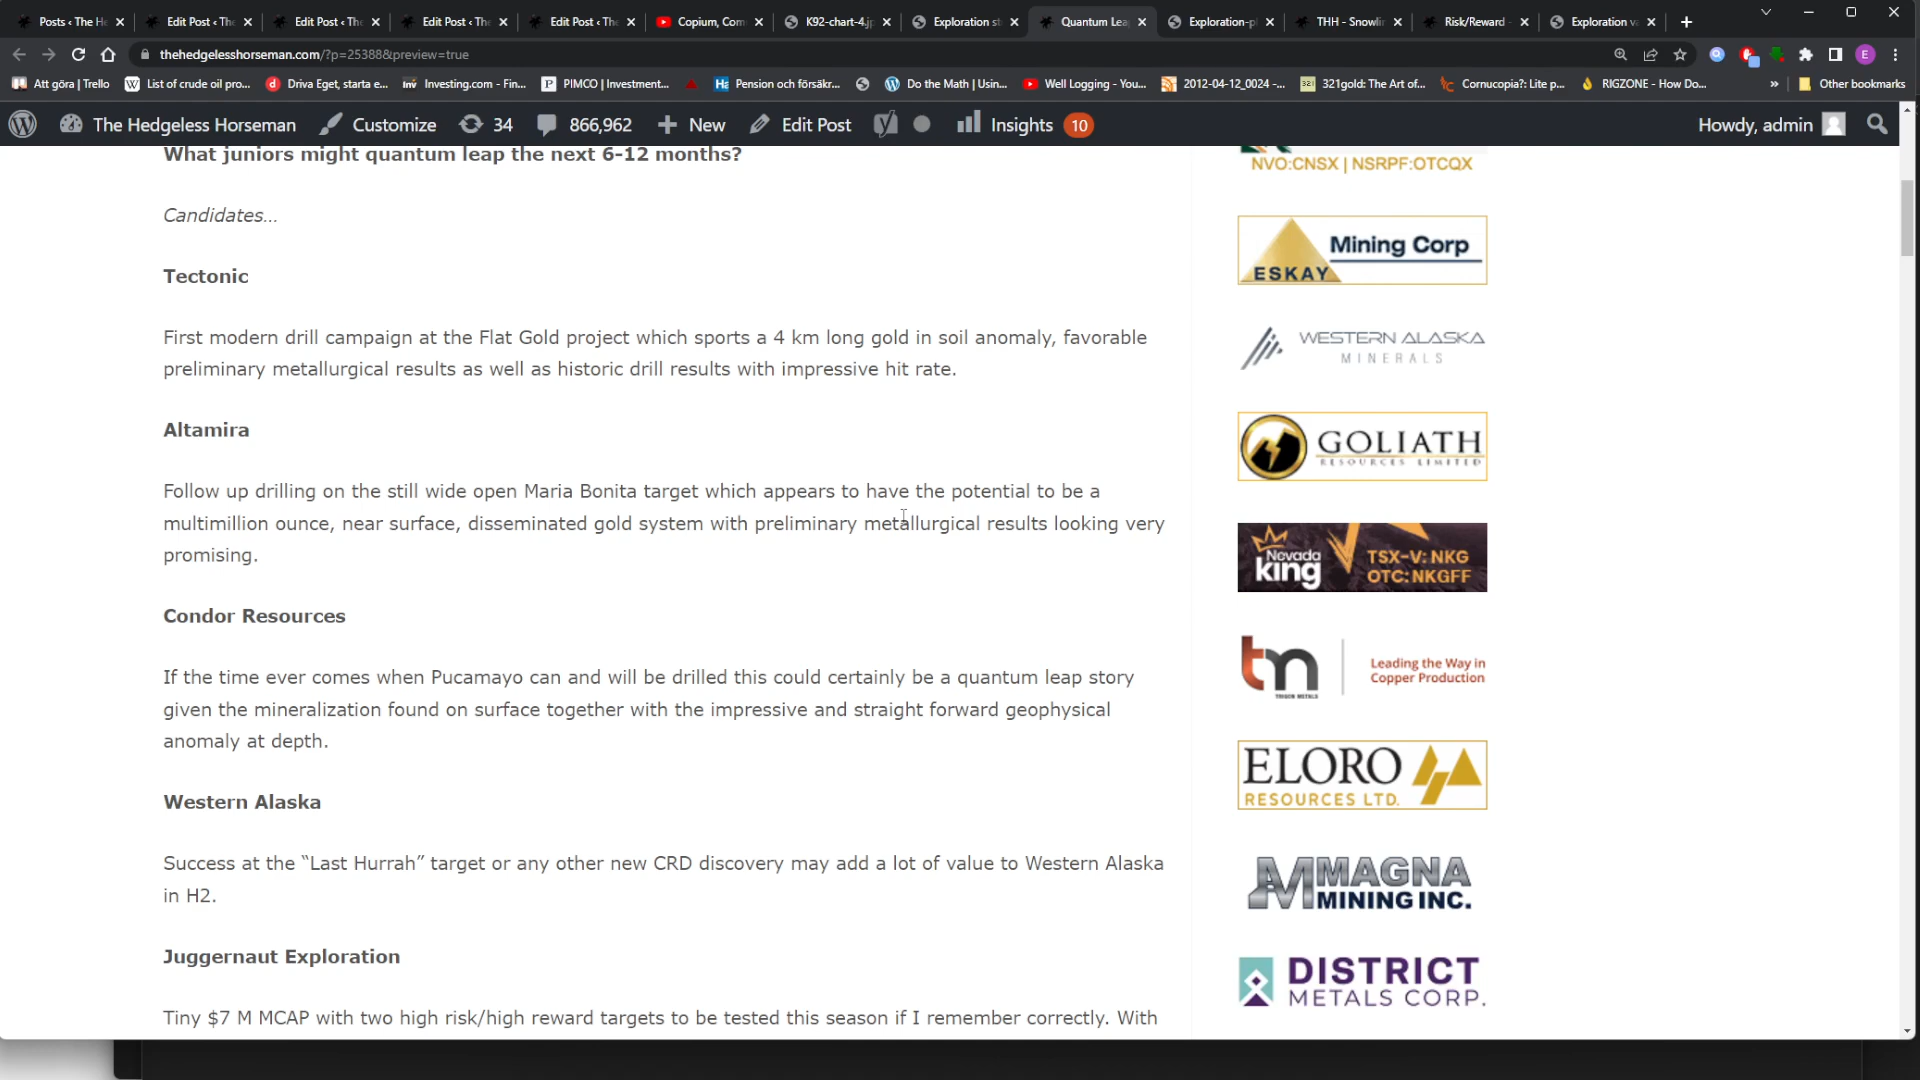 Posts ‹ The H
Edit Post ‹ The
Edit Post ‹ Th
Edit Post ‹ Th
Edit Post ‹ Th
Copium, Com
K92-chart-4.j
Exploration st
Quantum Lea
Exploration-p
THH - Snowli
Risk/Reward
Exploration v
thehedgelesshorseman.com/?p=25388&preview=true
E
Att göra | Trello
List of crude oil pro...
Driva Eget, starta e...
Investing.com - Fin...
PIMCO | Investment...
Pension och försäkr...
Do the Math | Usin...
Well Logging - You...
2012-04-12_0024 -...
321gold: The Art of...
Cornucopia?: Lite p...
RIGZONE - How Do...
»
Other bookmarks
The Hedgeless Horseman
Customize
34
866,962
New
Edit Post
Insights 10
Howdy, admin
What juniors might quantum leap the next 6-12 months?
Candidates...
Tectonic
First modern drill campaign at the Flat Gold project which sports a 4 km long gold in soil anomaly, favorable
preliminary metallurgical results as well as historic drill results with impressive hit rate.
Altamira
Follow up drilling on the still wide open Maria Bonita target which appears to have the potential to be a
multimillion ounce, near surface, disseminated gold system with preliminary metallurgical results looking very
promising.
Condor Resources
If the time ever comes when Pucamayo can and will be drilled this could certainly be a quantum leap story
given the mineralization found on surface together with the impressive and straight forward geophysical
anomaly at depth.
Western Alaska
Success at the “Last Hurrah” target or any other new CRD discovery may add a lot of value to Western Alaska
in H2.
Juggernaut Exploration
Tiny $7 M MCAP with two high risk/high reward targets to be tested this season if I remember correctly. With
NVO:CNSX | NSRPF:OTCQX
Mining Corp
ESKAY
WESTERN ALASKA
MINERALS
GOLIATH
RESOURCES LIMITED
Nevada
King
TSX-V: NKG
OTC: NKGFF
tm
TRIGON METALS
Leading the Way in
Copper Production
ELORO
RESOURCES LTD.
MAGNA
MINING INC.
DISTRICT
METALS CORP.